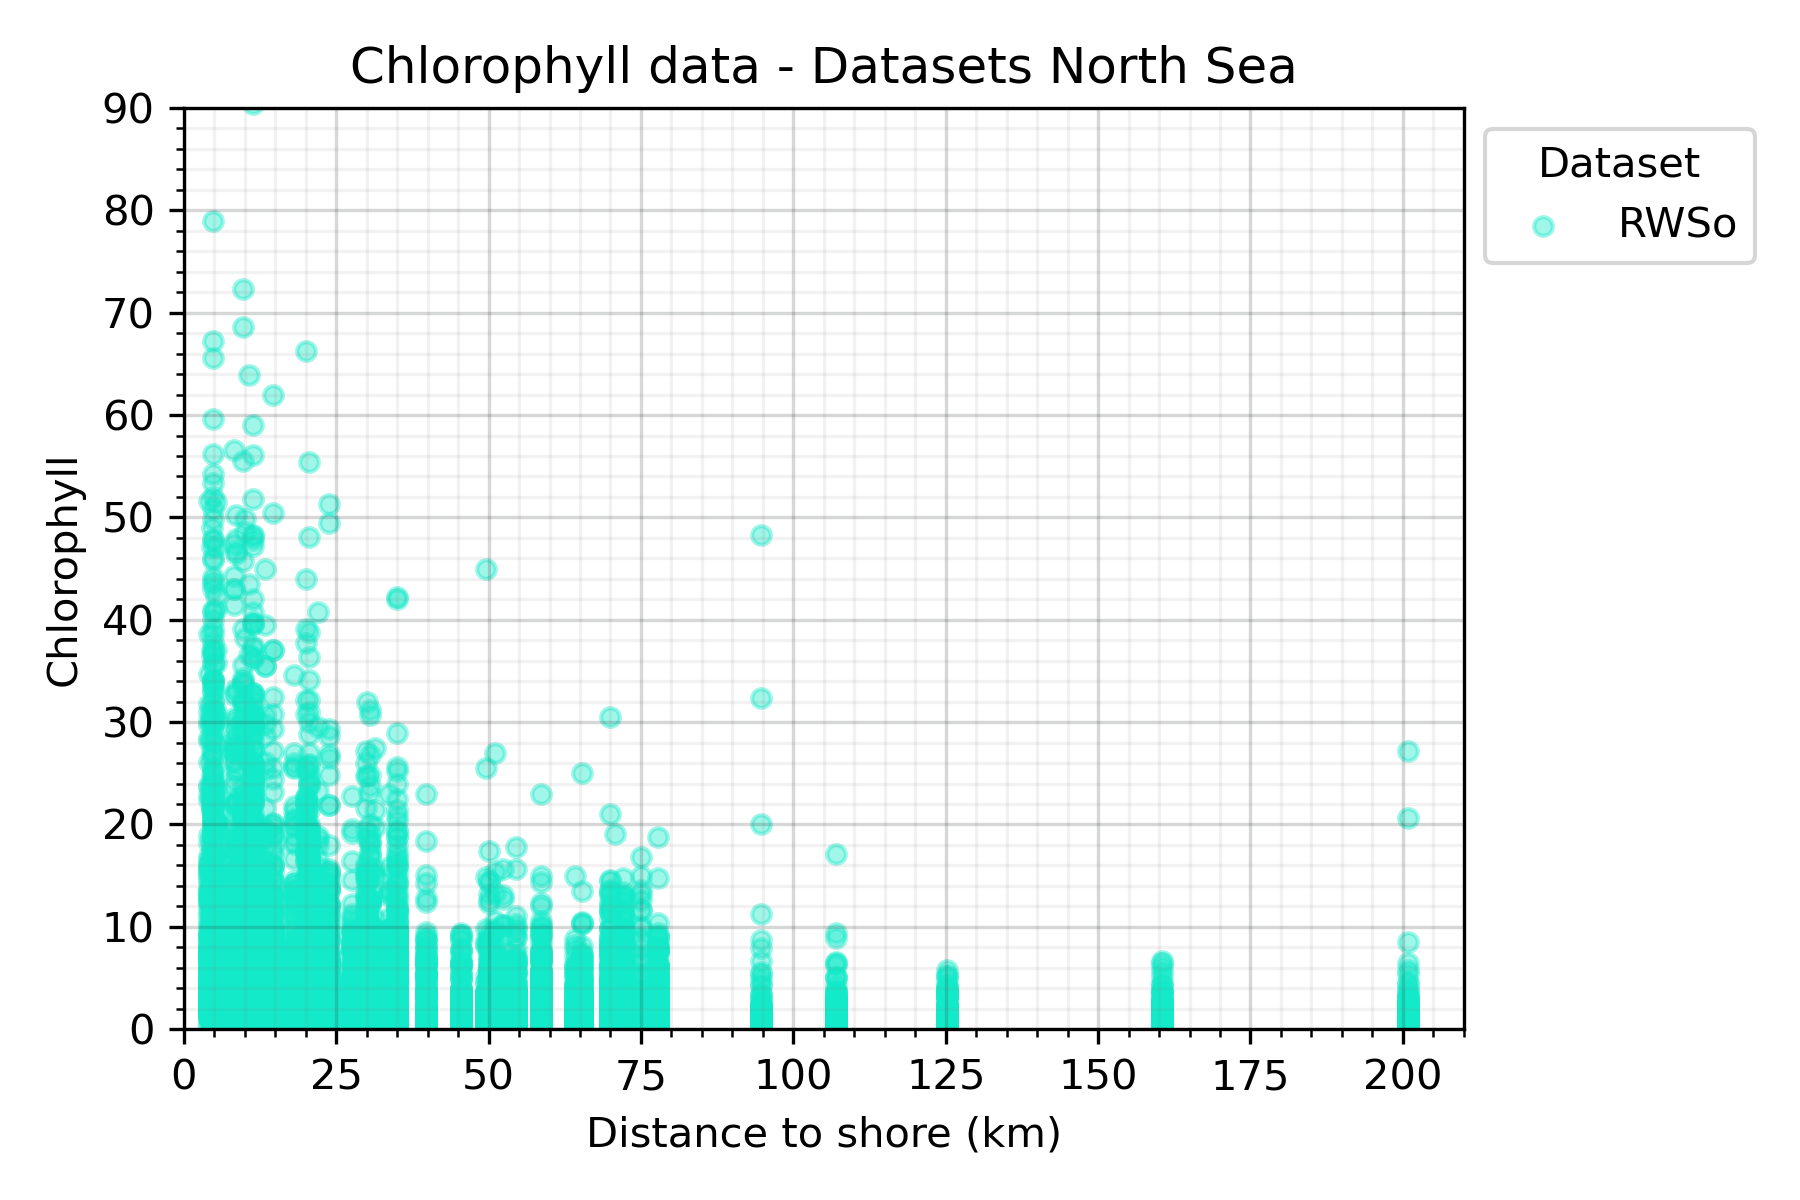 Chlorophyll data - Datasets North Sea
90
80
70
60
50
40
30
20
10
0
Chlorophyll
0 25 50 75 100 125 150 175 200
Distance to shore (km)
Dataset
RWSo